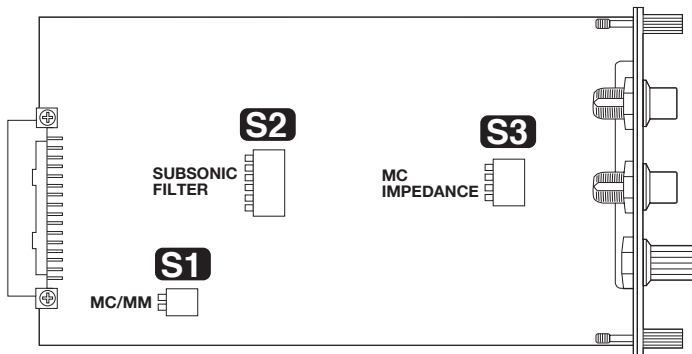 S2
SUBSONIC
FILTER
S3
MC
IMPEDANCE
S1
MC/MM